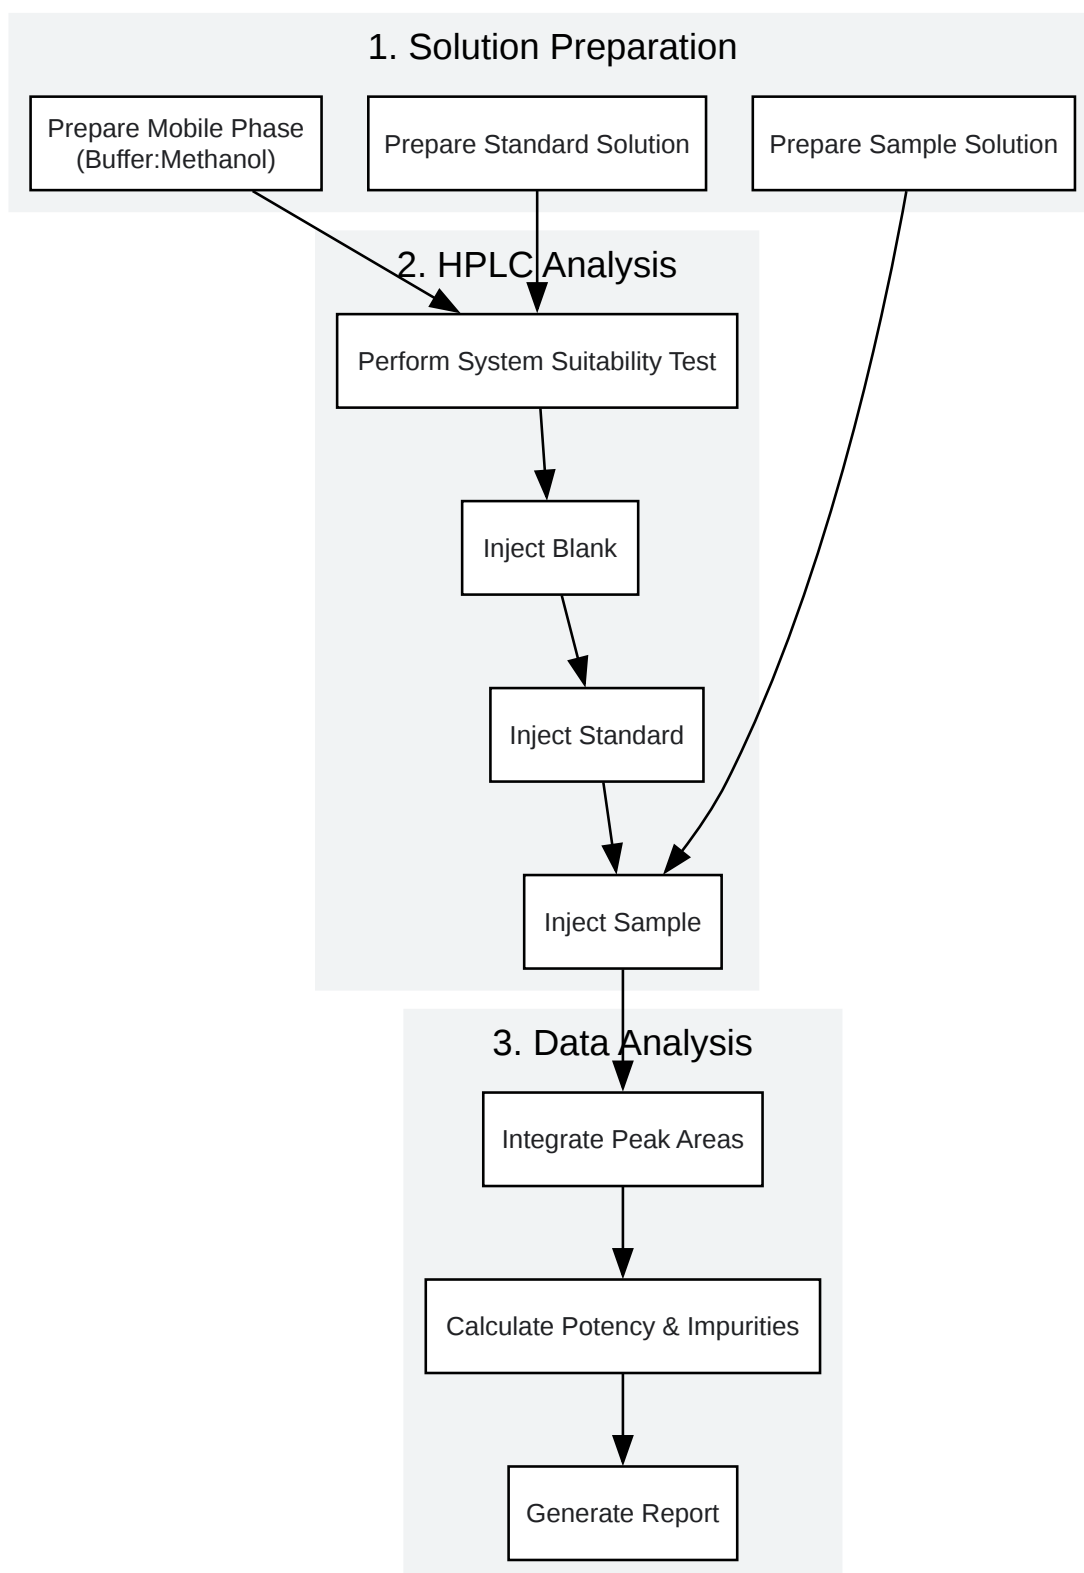 1. Solution Preparation
Prepare Mobile Phase
(Buffer:Methanol)
Prepare Standard Solution
Prepare Sample Solution
2. HPLC Analysis
Perform System Suitability Test
Inject Blank
Inject Standard
Inject Sample
3. Data Analysis
Integrate Peak Areas
Calculate Potency & Impurities
Generate Report